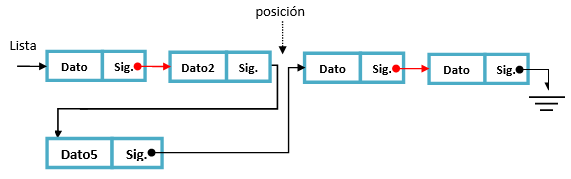 posición
Lista
Dato Sig. Dato2 Sig. Dato Sig. Dato Sig.
Dato5 Sig.